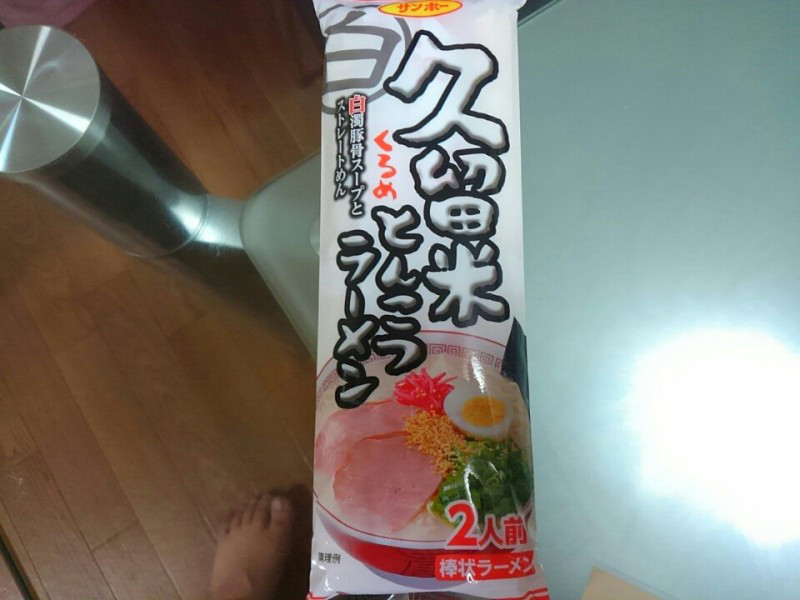 サンポー
白
久留米
くるめ
とんこつ
ラーメン
白濁豚骨スープと
ストレートめん
2人前
棒状ラーメン
調理例